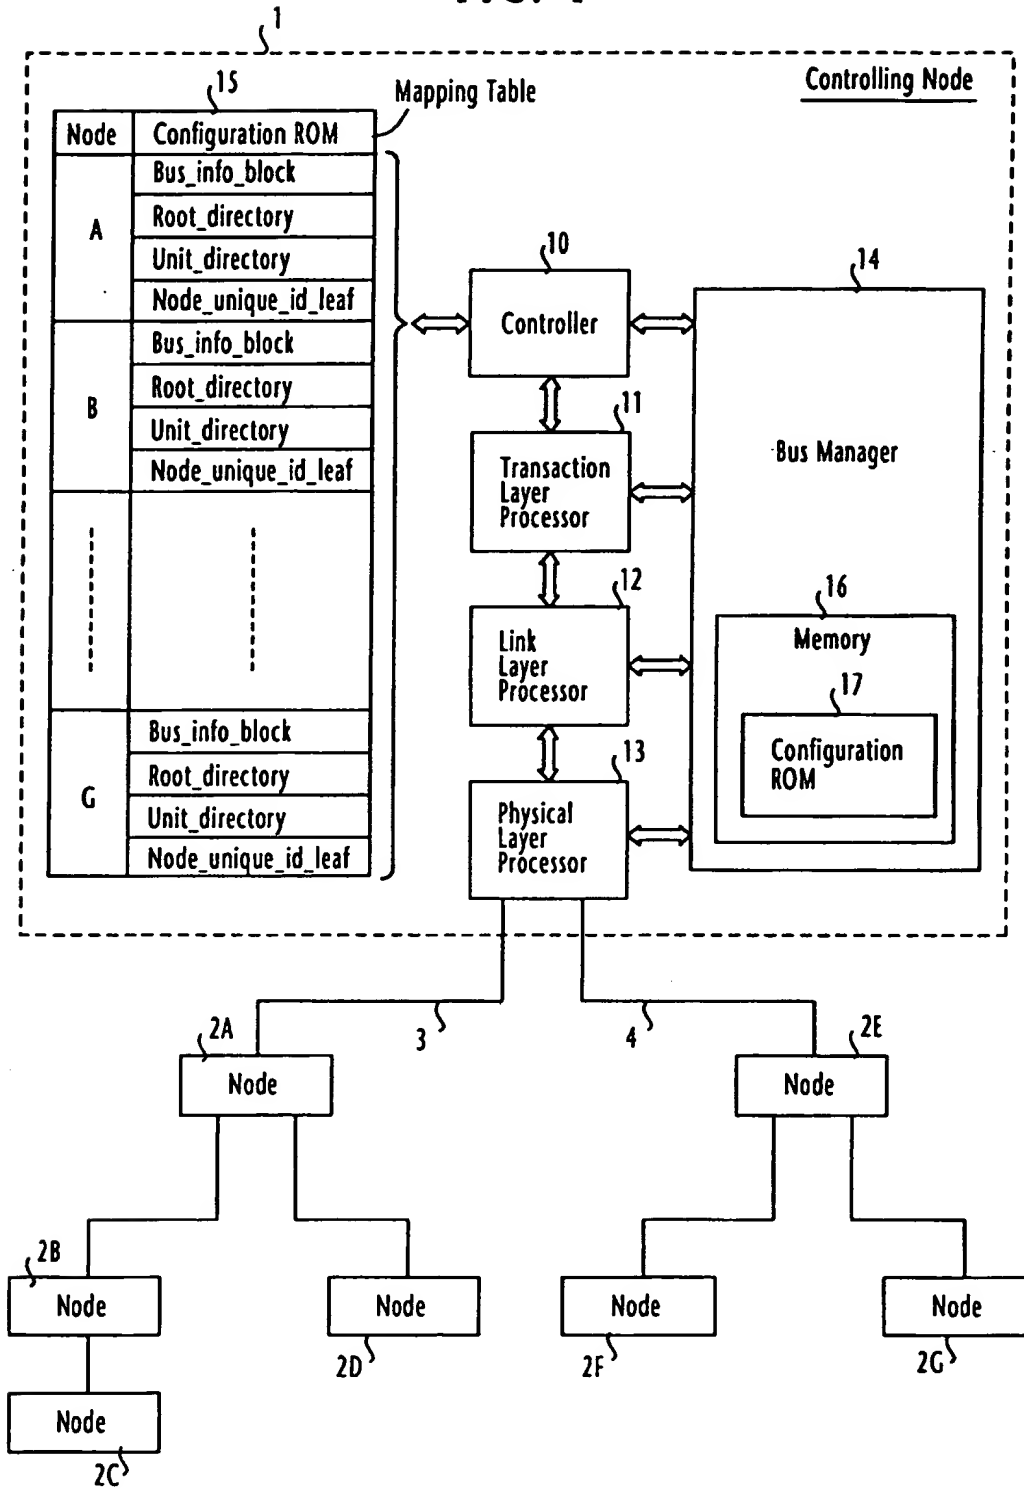 1
15
Mapping Table
Controlling Node
Node
Configuration ROM
A
Bus_info_block
Root_directory
Unit_directory
Node_unique_id_leaf
B
Bus_info_block
Root_directory
Unit_directory
Node_unique_id_leaf
G
Bus_info_block
Root_directory
Unit_directory
Node_unique_id_leaf
10
Controller
11
Transaction
Layer
Processor
12
Link
Layer
Processor
13
Physical
Layer
Processor
14
Bus Manager
16
Memory
17
Configuration
ROM
3
4
2A
Node
2E
Node
2B
Node
Node
2D
Node
2F
Node
2G
Node
2C